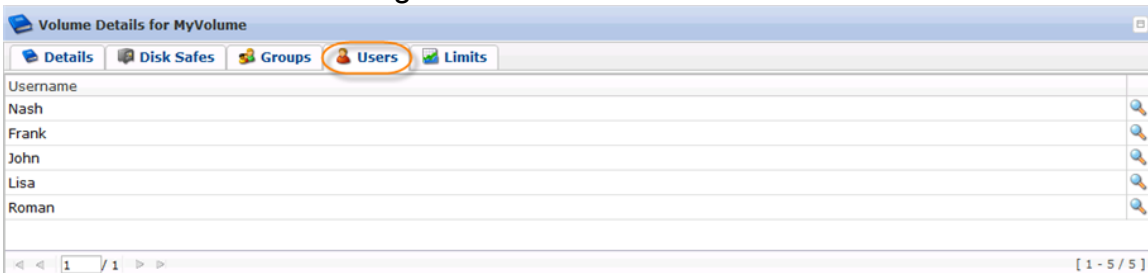 Volume Details for MyVolume
Details Disk Safes Groups Users Limits
Username
Nash
Frank
John
Lisa
Roman
1 / 1 [ 1 - 5 / 5 ]